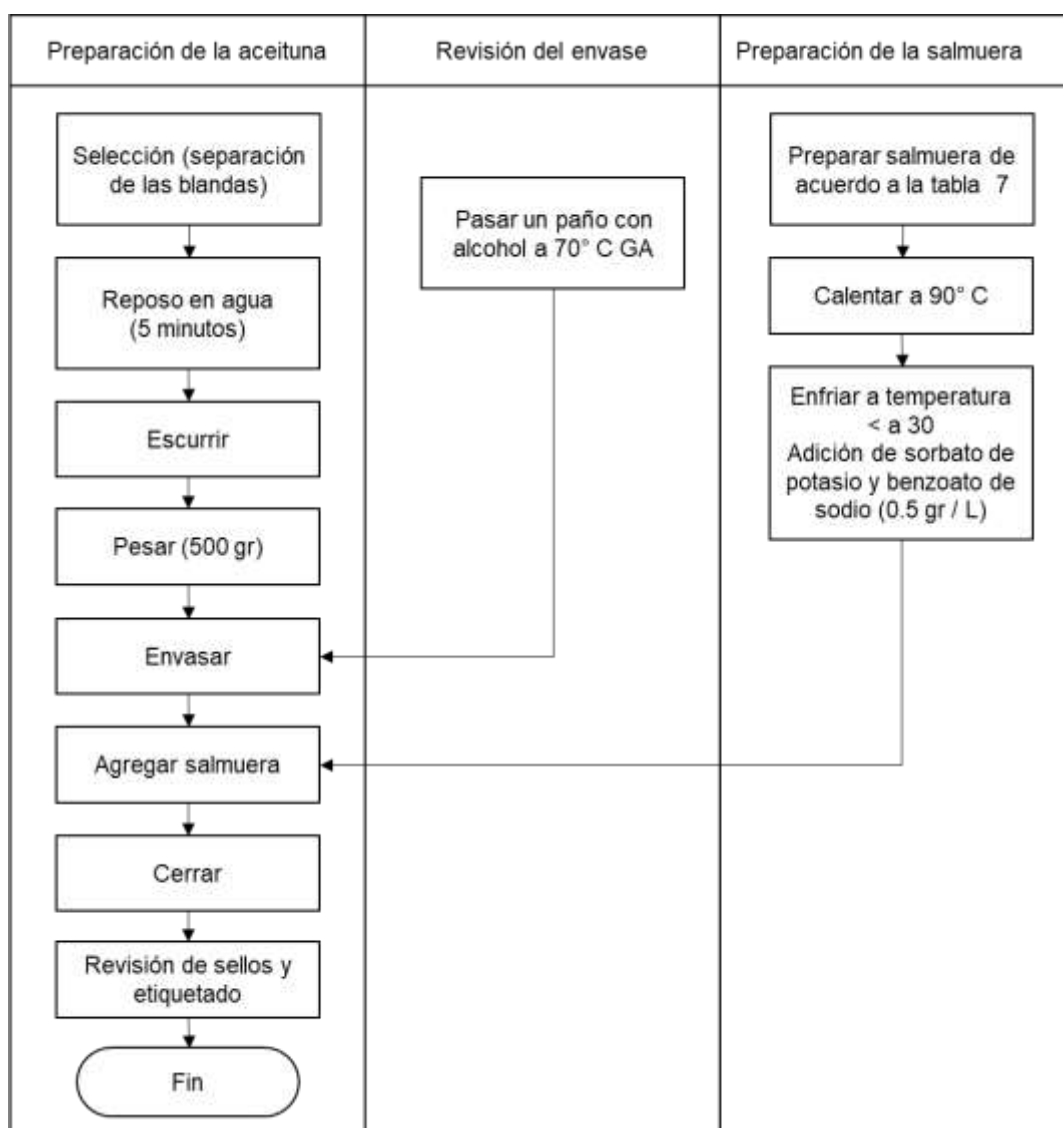 Preparación de la aceituna
Revisión del envase
Preparación de la salmuera
Selección (separación
de las blandas)
Reposo en agua
(5 minutos)
Escurrir
Pesar (500 gr)
Envasar
Agregar salmuera
Cerrar
Revisión de sellos y
etiquetado
Fin
Pasar un paño con
alcohol a 70° C GA
Preparar salmuera de
acuerdo a la tabla 7
Calentar a 90° C
Enfriar a temperatura
< a 30
Adición de sorbato de
potasio y benzoato de
sodio (0.5 gr / L)